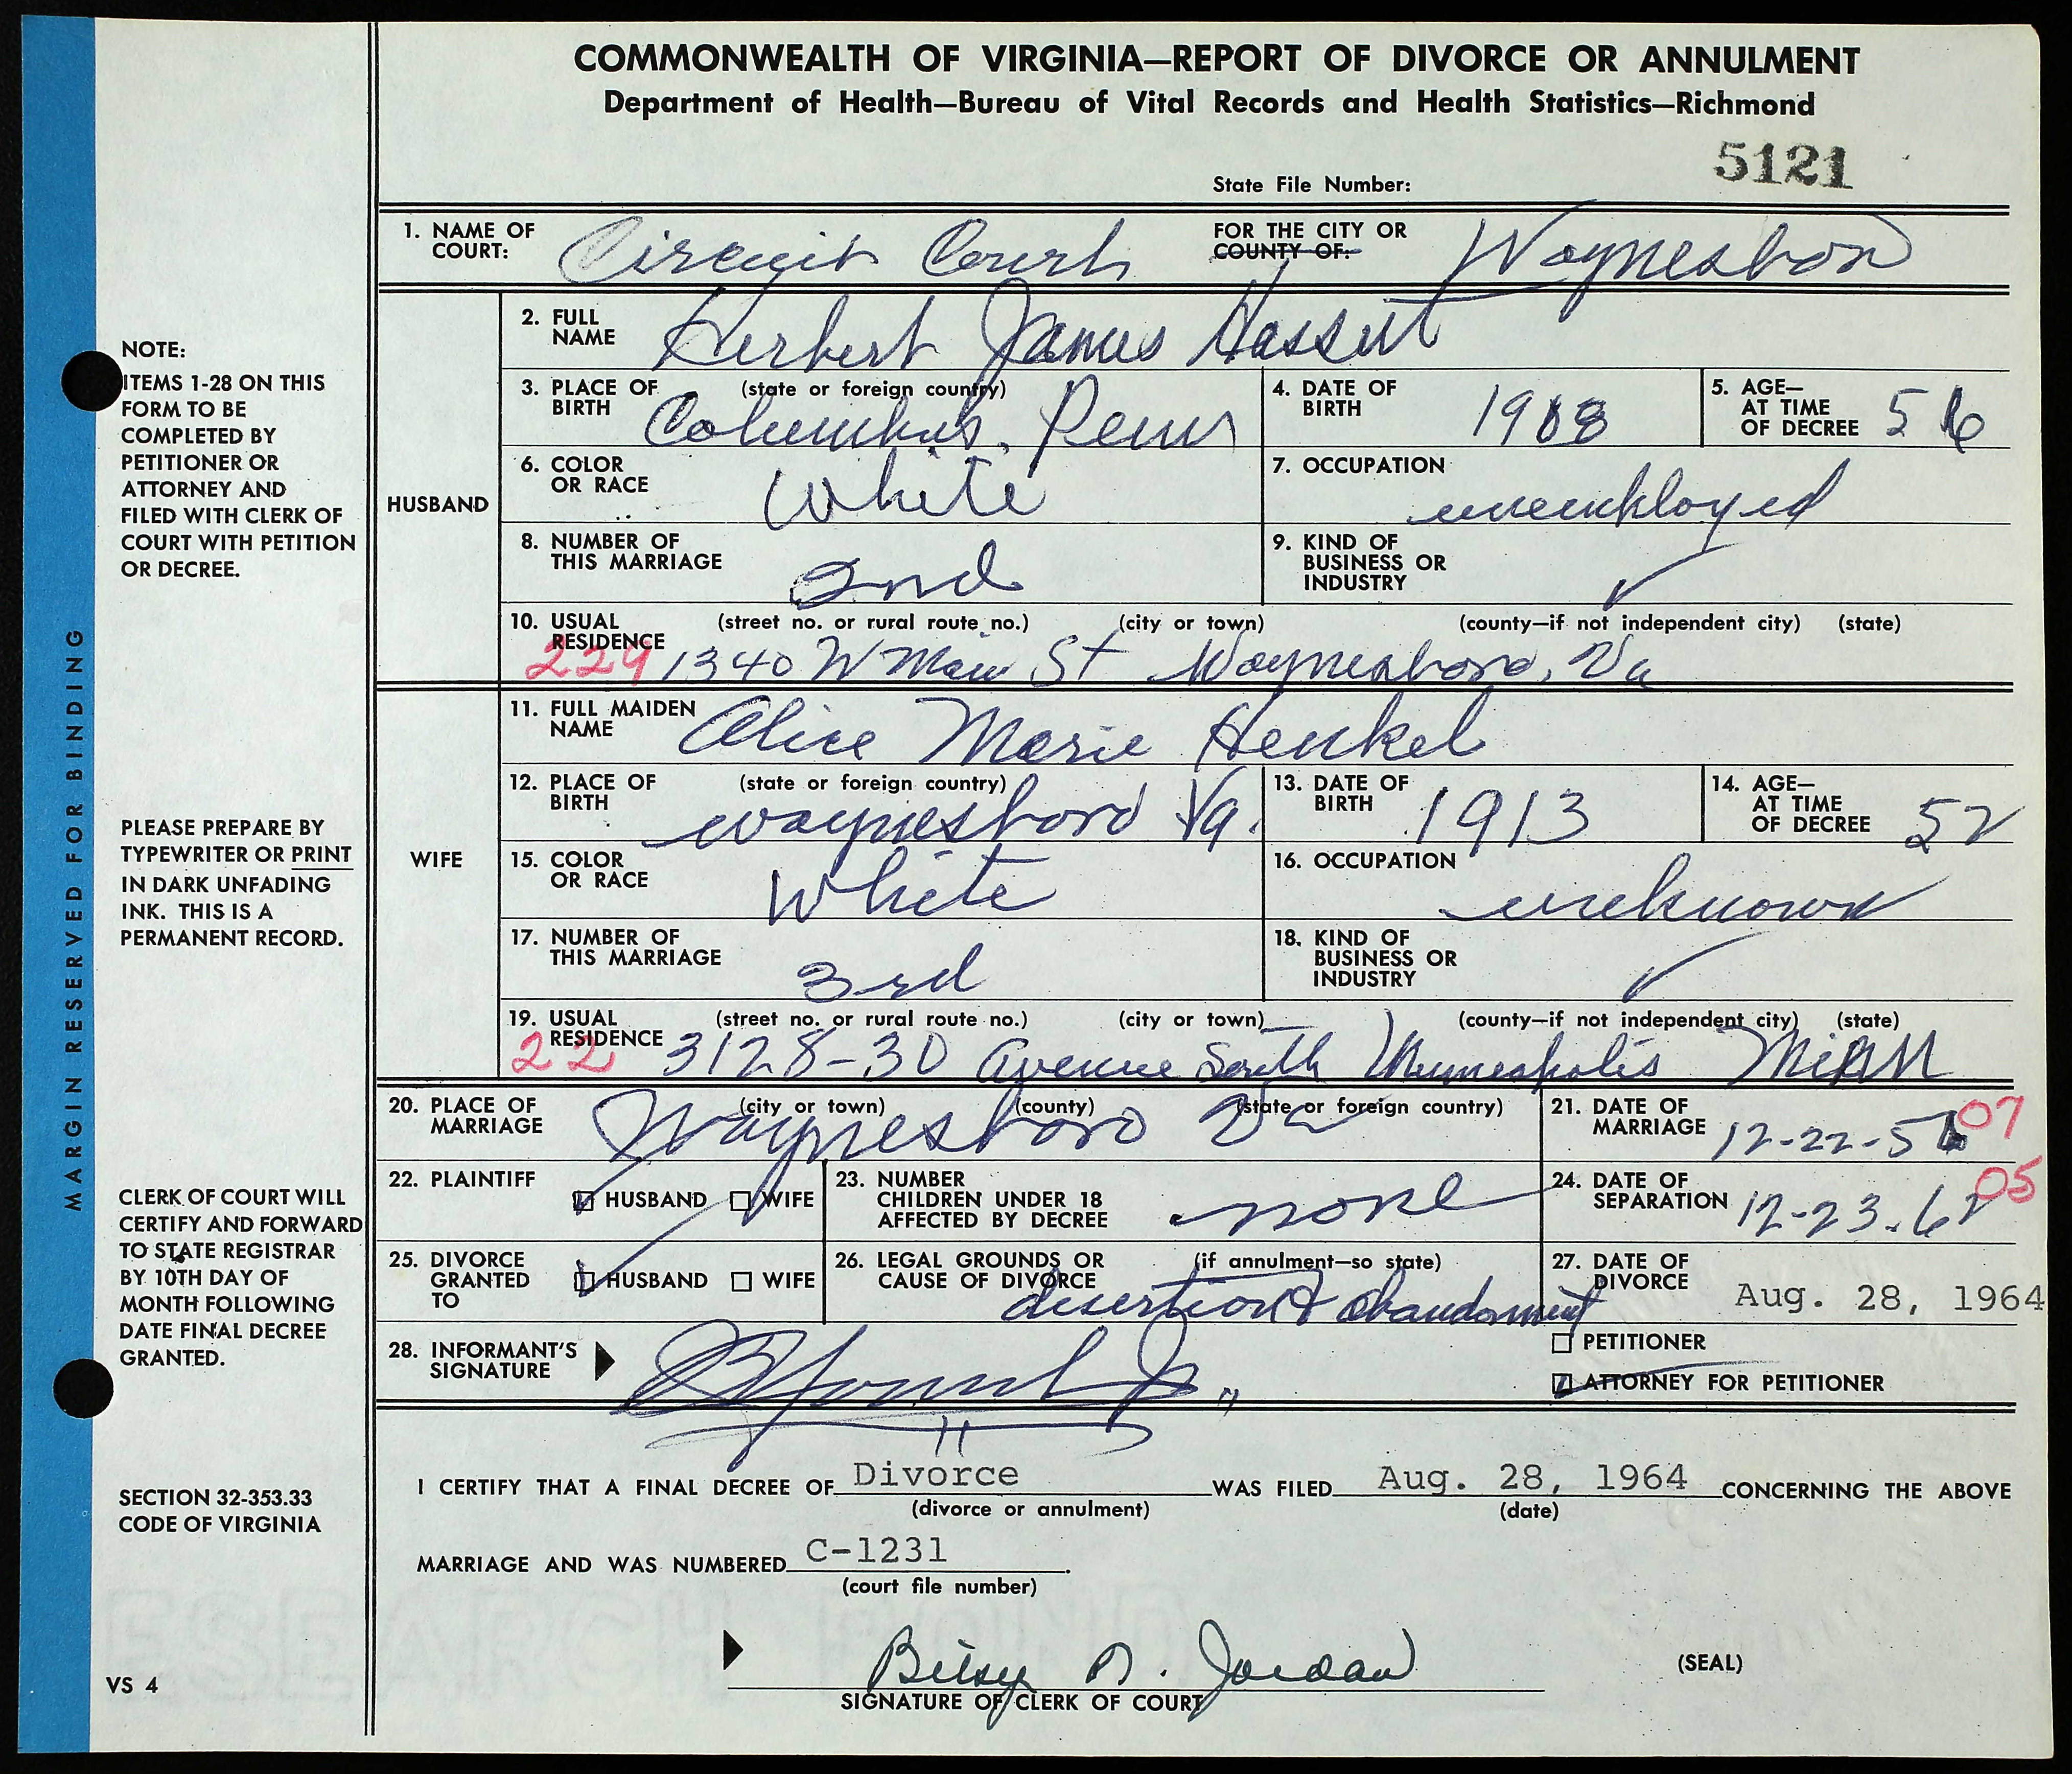 COMMONWEALTH OF VIRGINIA—REPORT OF DIVORCE OR ANNULMENT
Department of Health—Bureau of Vital Records and Health Statistics—Richmond
State File Number: 5121
1. NAME OF COURT: Circuit Court FOR THE CITY OR COUNTY OF: Waynesboro
HUSBAND
2. FULL NAME Herbert James Hassett
3. PLACE OF BIRTH (state or foreign country) Columbus, Penn
4. DATE OF BIRTH 1908
5. AGE—AT TIME OF DECREE 56
6. COLOR OR RACE White
7. OCCUPATION unemployed
8. NUMBER OF THIS MARRIAGE 2nd
9. KIND OF BUSINESS OR INDUSTRY ✓
10. USUAL RESIDENCE (street no. or rural route no.) (city or town) (county—if not independent city) (state)
229 1340 W Main St Waynesboro, Va
WIFE
11. FULL MAIDEN NAME Alice Marie Henkel
12. PLACE OF BIRTH (state or foreign country) Waynesboro Va.
13. DATE OF BIRTH 1913
14. AGE—AT TIME OF DECREE 52
15. COLOR OR RACE White
16. OCCUPATION unknown
17. NUMBER OF THIS MARRIAGE 3rd
18. KIND OF BUSINESS OR INDUSTRY ✓
19. USUAL RESIDENCE (street no. or rural route no.) (city or town) (county—if not independent city) (state)
22 3128-30 Avenue South Minneapolis Minn
20. PLACE OF MARRIAGE (city or town) (county) (state or foreign country) Waynesboro Va
21. DATE OF MARRIAGE 12-22-56 07
22. PLAINTIFF ☑ HUSBAND ☐ WIFE
23. NUMBER CHILDREN UNDER 18 AFFECTED BY DECREE none
24. DATE OF SEPARATION 12-23-62 05
25. DIVORCE GRANTED TO ☑ HUSBAND ☐ WIFE
26. LEGAL GROUNDS OR CAUSE OF DIVORCE (if annulment—so state) desertion & abandonment
27. DATE OF DIVORCE Aug. 28, 1964
28. INFORMANT'S SIGNATURE Jr.
☐ PETITIONER
☑ ATTORNEY FOR PETITIONER
I CERTIFY THAT A FINAL DECREE OF Divorce WAS FILED Aug. 28, 1964 CONCERNING THE ABOVE
(divorce or annulment) (date)
MARRIAGE AND WAS NUMBERED C-1231.
(court file number)
Jordan
SIGNATURE OF CLERK OF COURT
(SEAL)
MARGIN RESERVED FOR BINDING
NOTE:
ITEMS 1-28 ON THIS
FORM TO BE
COMPLETED BY
PETITIONER OR
ATTORNEY AND
FILED WITH CLERK OF
COURT WITH PETITION
OR DECREE.
PLEASE PREPARE BY
TYPEWRITER OR PRINT
IN DARK UNFADING
INK. THIS IS A
PERMANENT RECORD.
CLERK OF COURT WILL
CERTIFY AND FORWARD
TO STATE REGISTRAR
BY 10TH DAY OF
MONTH FOLLOWING
DATE FINAL DECREE
GRANTED.
SECTION 32-353.33
CODE OF VIRGINIA
VS 4